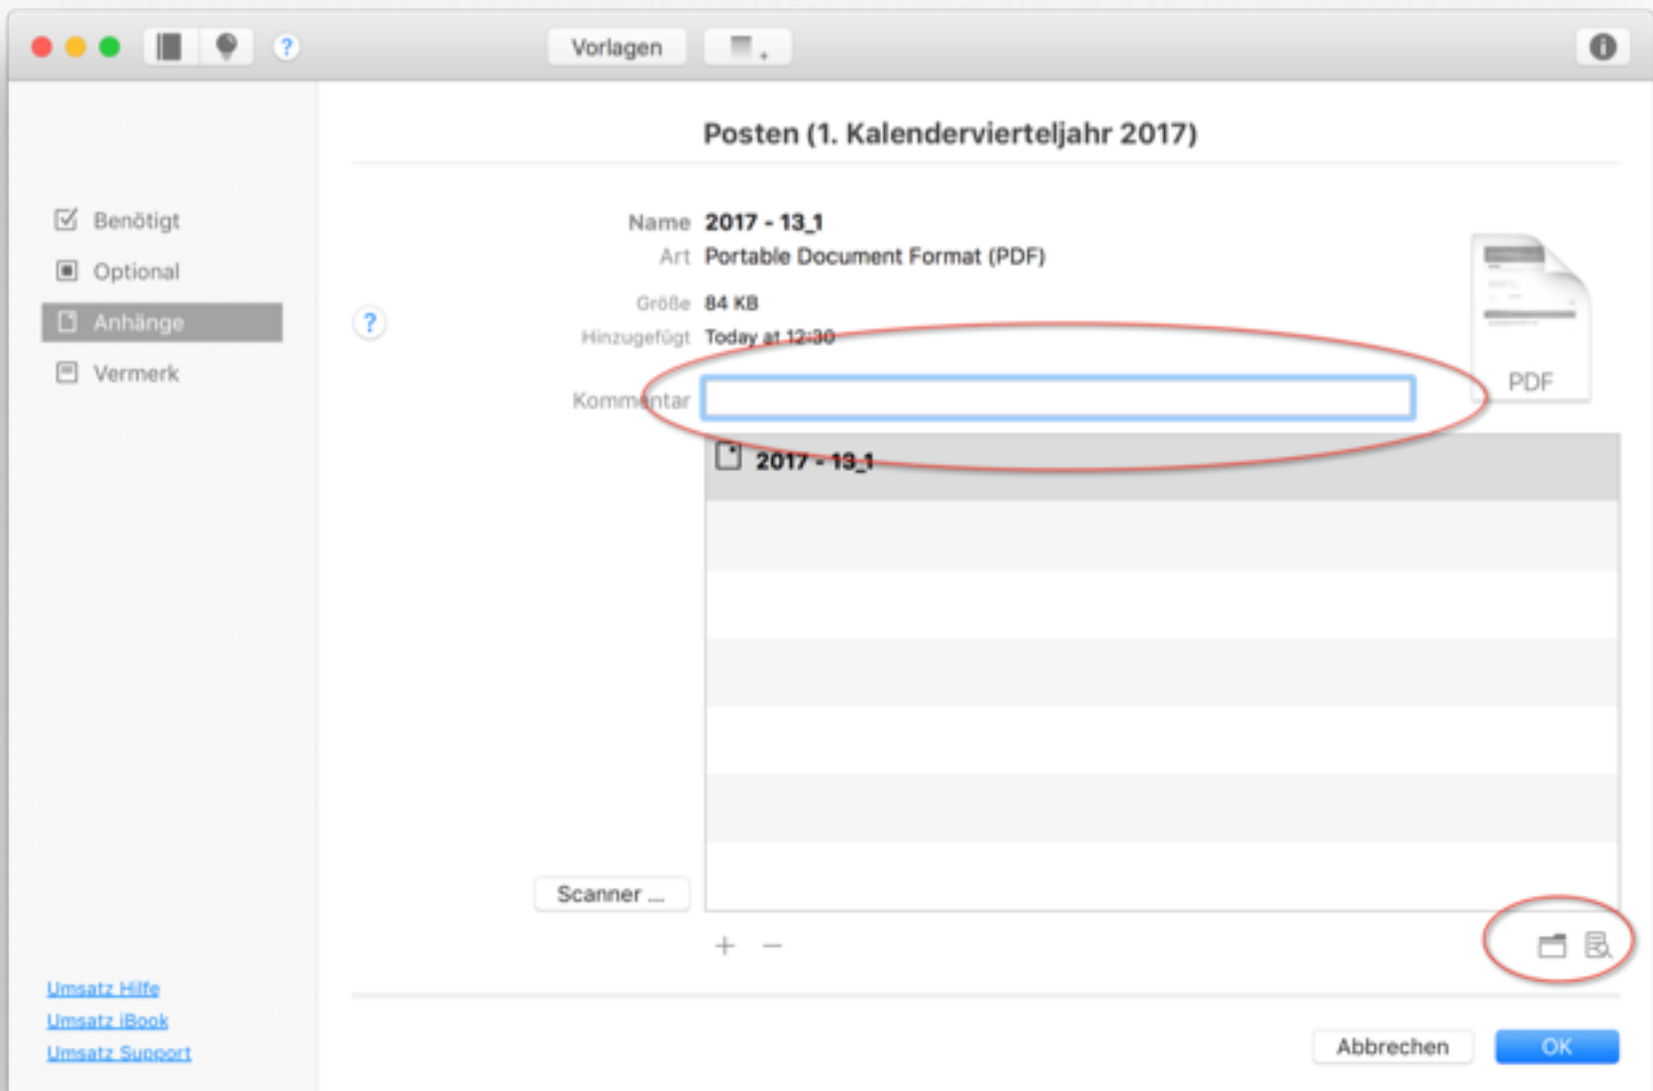 ? Vorlagen
Posten (1. Kalendervierteljahr 2017)
Benötigt
Optional
Anhänge
Vermerk
?
Name 2017 - 13_1
Art Portable Document Format (PDF)
Größe 84 KB
Hinzugefügt Today at 12:30
Kommentar
PDF
2017 - 13_1
Scanner ...
+ −
Umsatz Hilfe
Umsatz iBook
Umsatz Support
Abbrechen OK